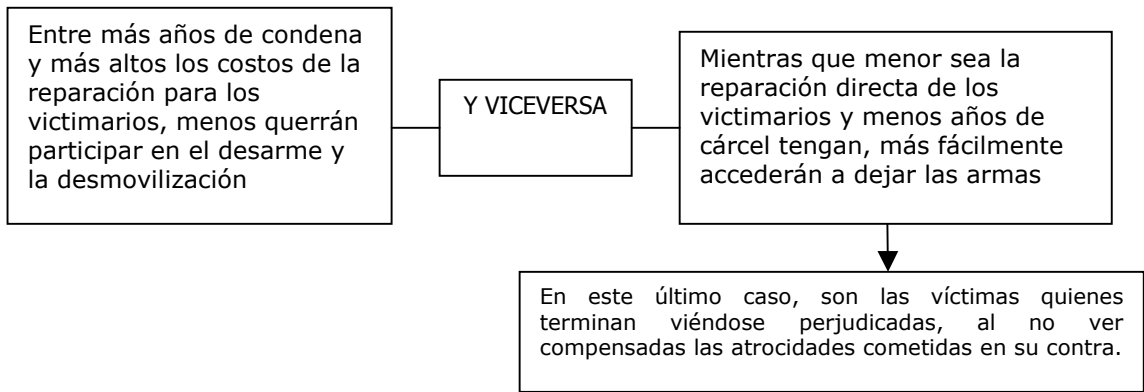 Entre más años de condena
y más altos los costos de la
reparación para los
victimarios, menos querrán
participar en el desarme y
la desmovilización
Y VICEVERSA
Mientras que menor sea la
reparación directa de los
victimarios y menos años de
cárcel tengan, más fácilmente
accederán a dejar las armas
En este último caso, son las víctimas quienes
terminan viéndose perjudicadas, al no ver
compensadas las atrocidades cometidas en su contra.